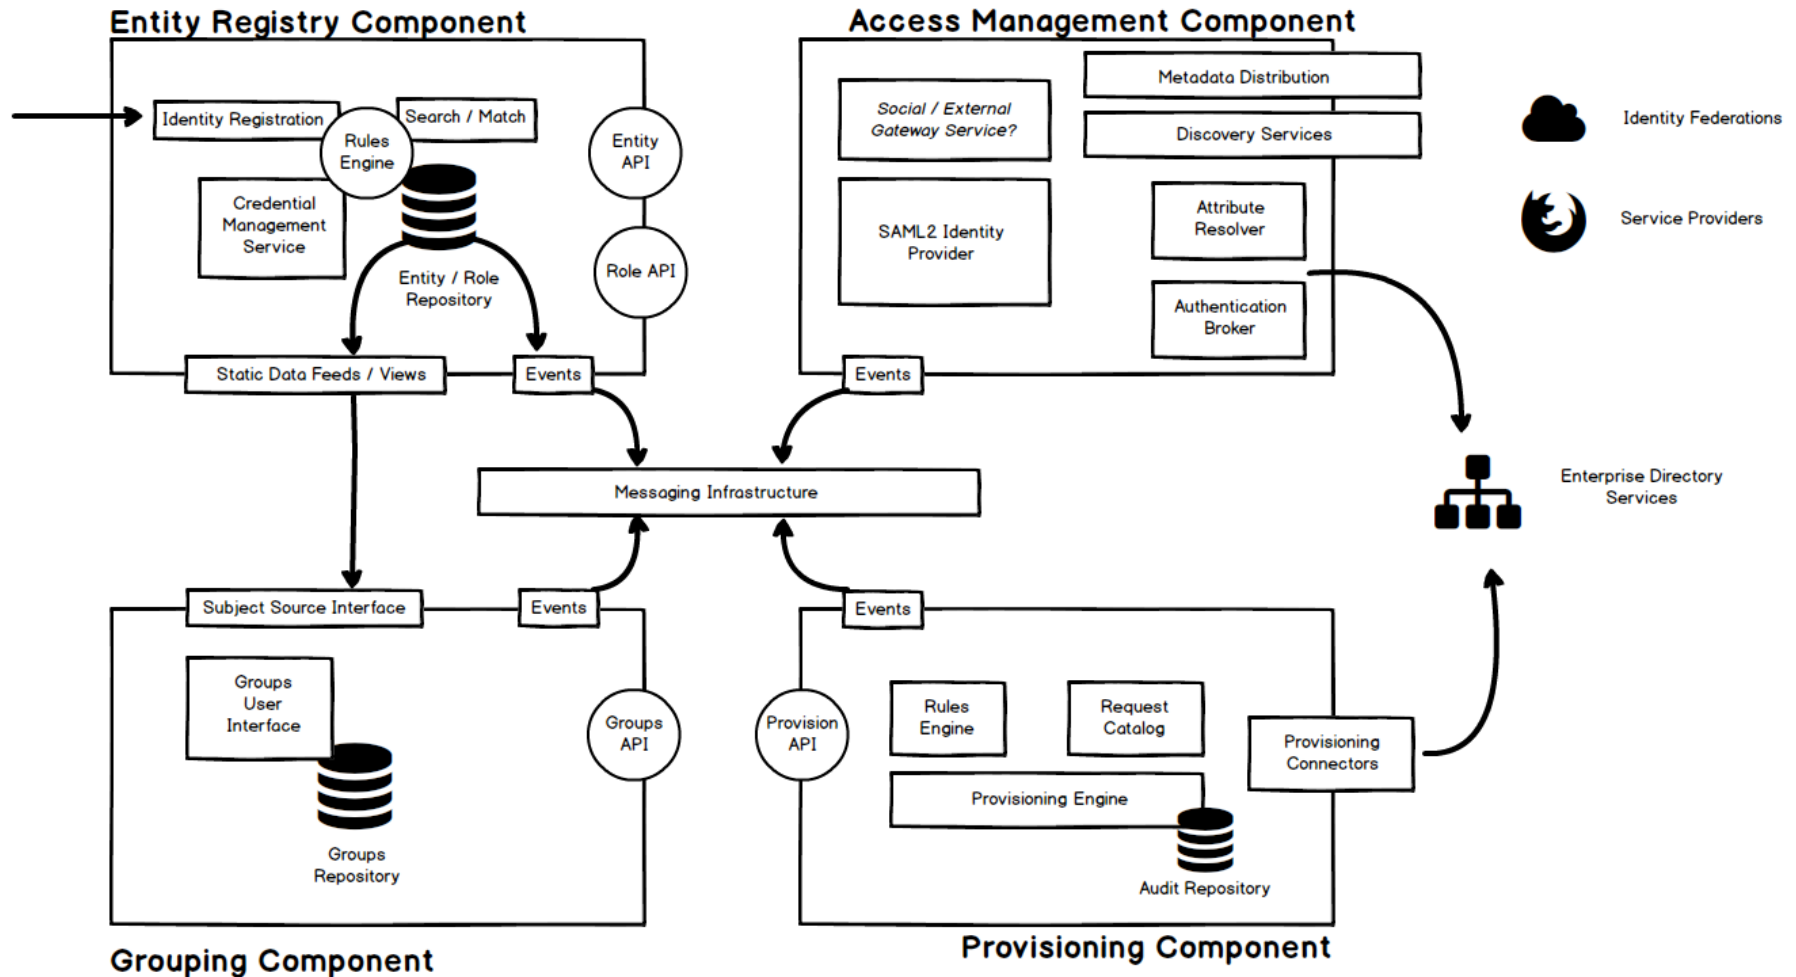 Entity Registry Component
Identity Registration
Rules
Engine
Search / Match
Credential
Management
Service
Entity / Role
Repository
Entity
API
Role API
Static Data Feeds / Views
Events
Access Management Component
Social / External
Gateway Service?
SAML2 Identity
Provider
Metadata Distribution
Discovery Services
Attribute
Resolver
Authentication
Broker
Events
Identity Federations
Service Providers
Messaging Infrastructure
Enterprise Directory
Services
Subject Source Interface
Events
Groups
User
Interface
Groups
Repository
Groups
API
Grouping Component
Events
Provision
API
Rules
Engine
Request
Catalog
Provisioning Engine
Provisioning
Connectors
Audit Repository
Provisioning Component